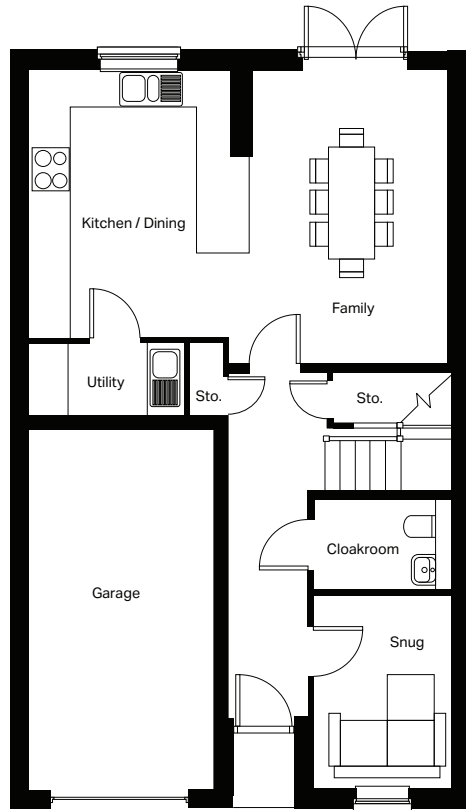 Kitchen / Dining
Family
Utility
Sto.
Sto.
Cloakroom
Garage
Snug